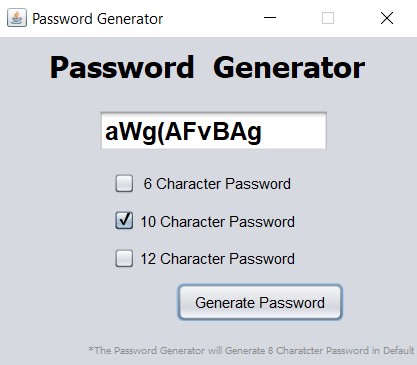 Password Generator
Password Generator
aWg(AFvBAg
6 Character Password
10 Character Password
12 Character Password
Generate Password
*The Password Generator will Generate 8 Charatcter Password in Default